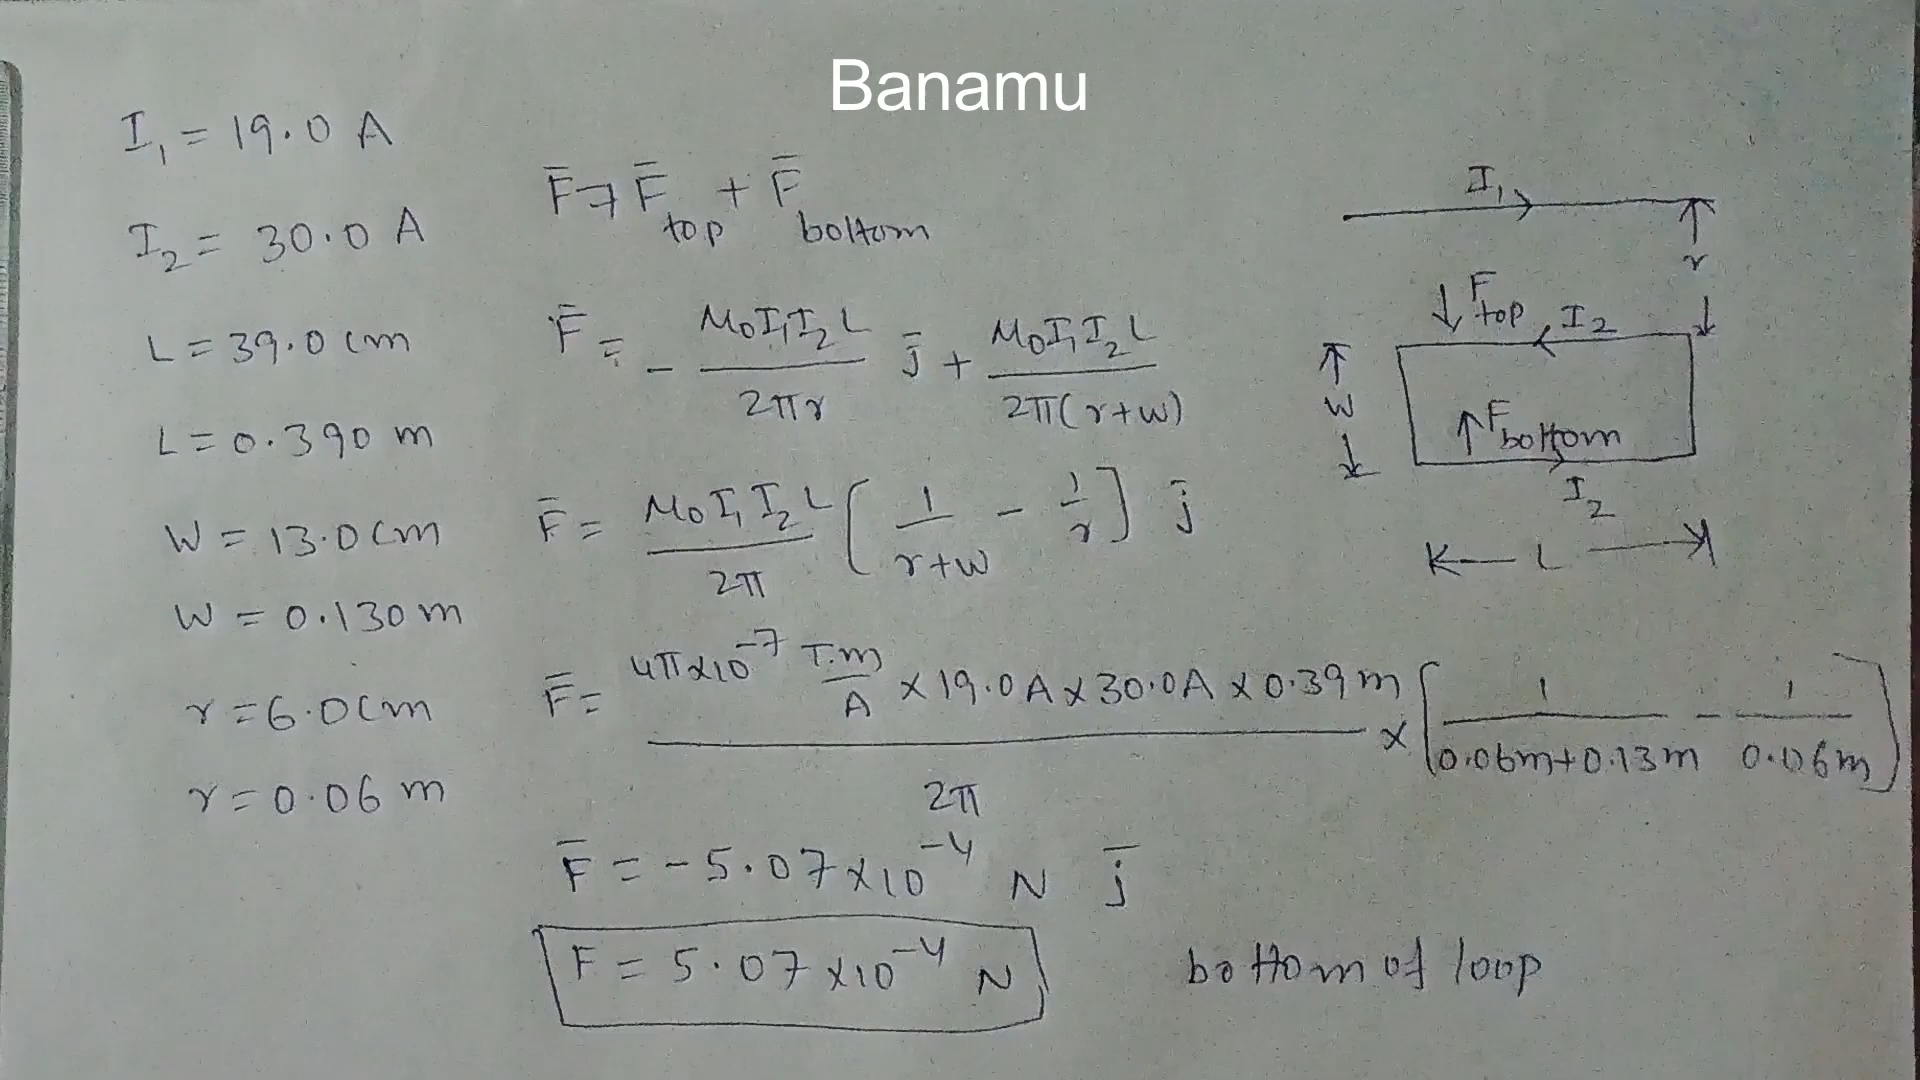 Banamu
I₁ = 19.0 A
I₂ = 30.0 A
L = 39.0 cm
L = 0.390 m
W = 13.0 cm
W = 0.130 m
r = 6.0 cm
r = 0.06 m
F̄ = F̄ top + F̄ bottom
F̄ = - μ₀I₁I₂L / 2πr j̄ + μ₀I₁I₂L / 2π(r+w)
F̄ = μ₀I₁I₂L / 2π [ 1 / r+w - 1 / r ] j̄
F̄ = 4π×10⁻⁷ T.m / A × 19.0 A × 30.0 A × 0.39 m / 2π × [ 1 / 0.06m+0.13m - 1 / 0.06m ]
F̄ = -5.07×10⁻⁴ N j̄
F = 5.07×10⁻⁴ N
bottom of loop
I₁
r
F top I₂
W
F bottom
I₂
L